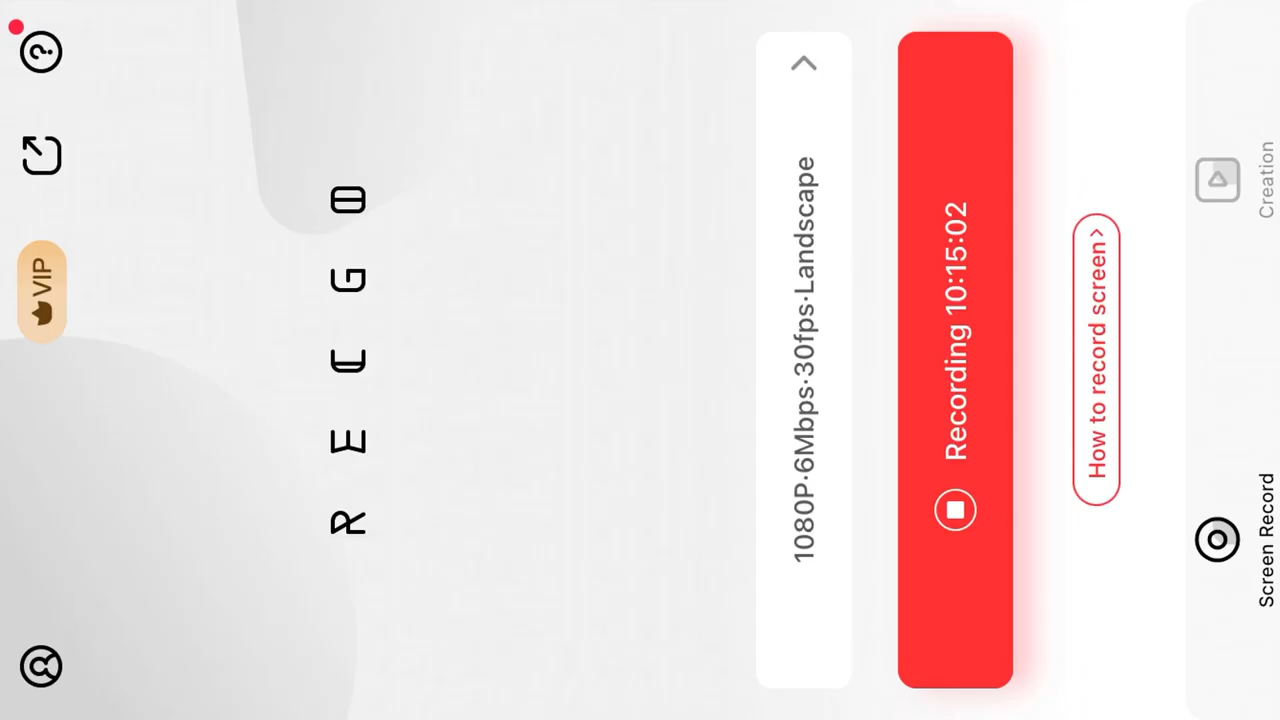 VIP
RECGO
1080P·6Mbps·30fps·Landscape
Recording 10:15:02
How to record screen >
Screen Record
Creation